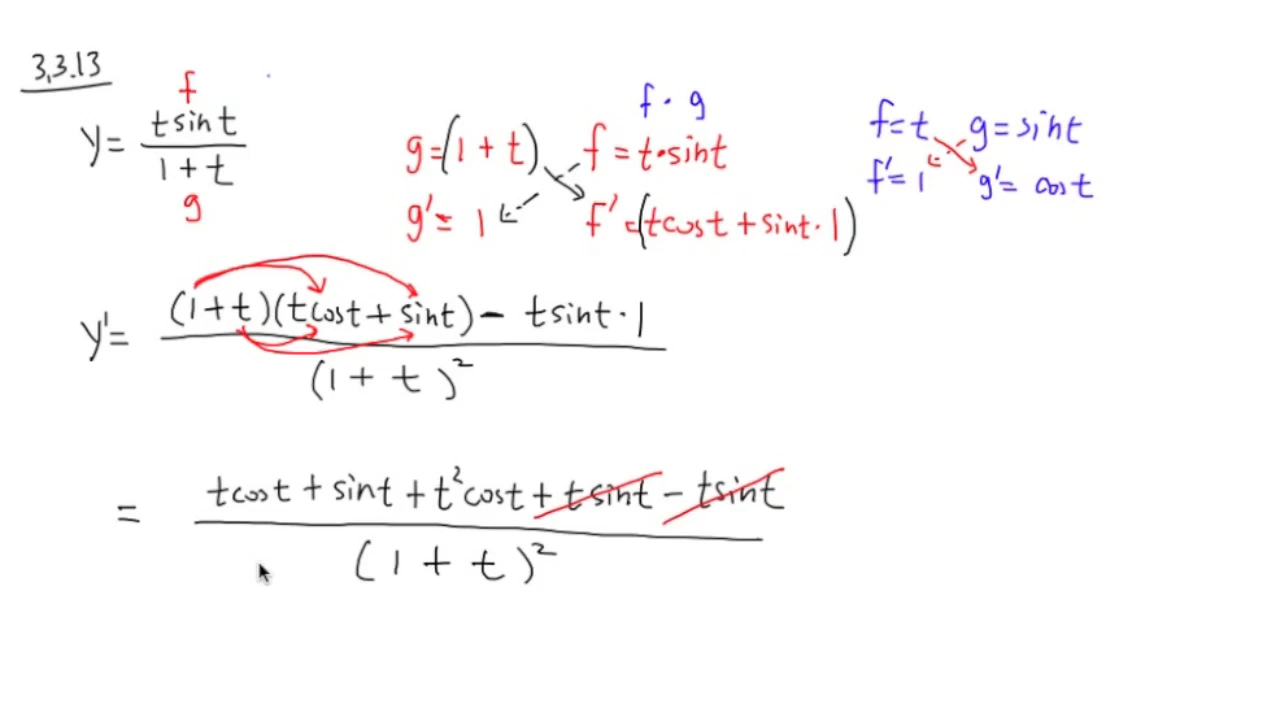 3.3.13
f
y = t sin t / 1 + t
g
f · g
g = (1 + t) f = t · sin t
g' = 1 f' = (t cos t + sin t · 1)
f = t g = sin t
f' = 1 g' = cos t
y' = (1 + t)(t cos t + sin t) − t sin t · 1 / (1 + t)²
= t cos t + sin t + t² cos t + t sin t − t sin t / (1 + t)²